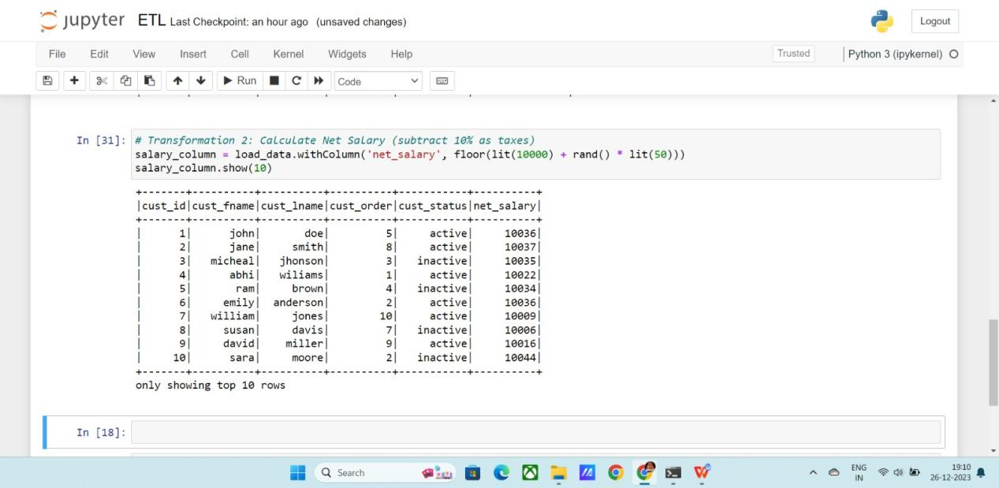 jupyter ETL Last Checkpoint: an hour ago (unsaved changes) Logout
File Edit View Insert Cell Kernel Widgets Help Trusted Python 3 (ipykernel)
Run Code
In [31]: # Transformation 2: Calculate Net Salary (subtract 10% as taxes)
salary_column = load_data.withColumn('net_salary', floor(lit(10000) + rand() * lit(50)))
salary_column.show(10)
+-------+----------+----------+----------+-----------+----------+
|cust_id|cust_fname|cust_lname|cust_order|cust_status|net_salary|
+-------+----------+----------+----------+-----------+----------+
|      1|      john|       doe|         5|     active|     10036|
|      2|      jane|     smith|         8|     active|     10037|
|      3|   micheal|   jhonson|         3|   inactive|     10035|
|      4|      abhi|   wiliams|         1|     active|     10022|
|      5|       ram|     brown|         4|   inactive|     10034|
|      6|     emily|  anderson|         2|     active|     10036|
|      7|   william|     jones|        10|     active|     10009|
|      8|     susan|     davis|         7|   inactive|     10006|
|      9|     david|    miller|         9|     active|     10016|
|     10|      sara|     moore|         2|   inactive|     10044|
+-------+----------+----------+----------+-----------+----------+
only showing top 10 rows
In [18]:
Search ENG 19:10
IN 26-12-2023